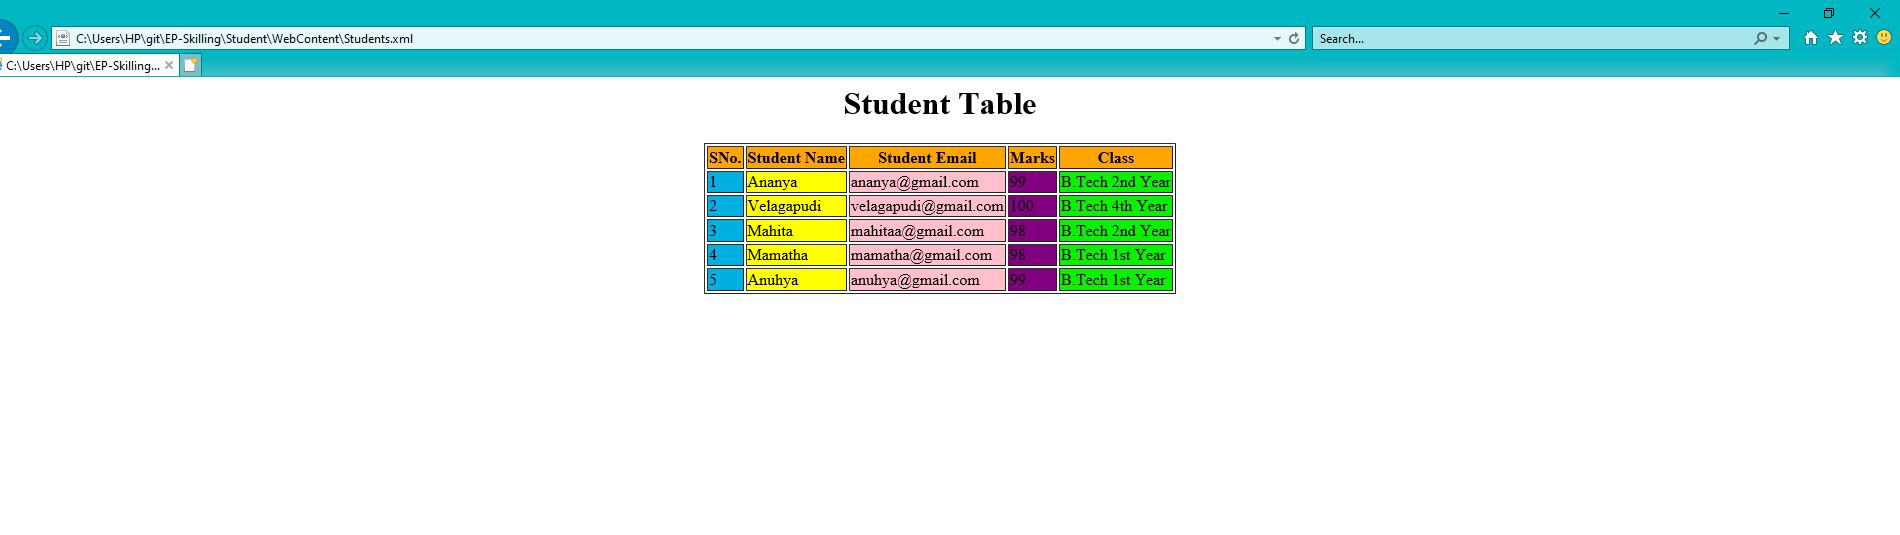 C:\Users\HP\git\EP-Skilling\Student\WebContent\Students.xml
Search...
C:\Users\HP\git\EP-Skilling...
Student Table
SNo. Student Name Student Email Marks Class
1 Ananya ananya@gmail.com 99 B.Tech 2nd Year
2 Velagapudi velagapudi@gmail.com 100 B.Tech 4th Year
3 Mahita mahitaa@gmail.com 98 B.Tech 2nd Year
4 Mamatha mamatha@gmail.com 98 B.Tech 1st Year
5 Anuhya anuhya@gmail.com 99 B.Tech 1st Year